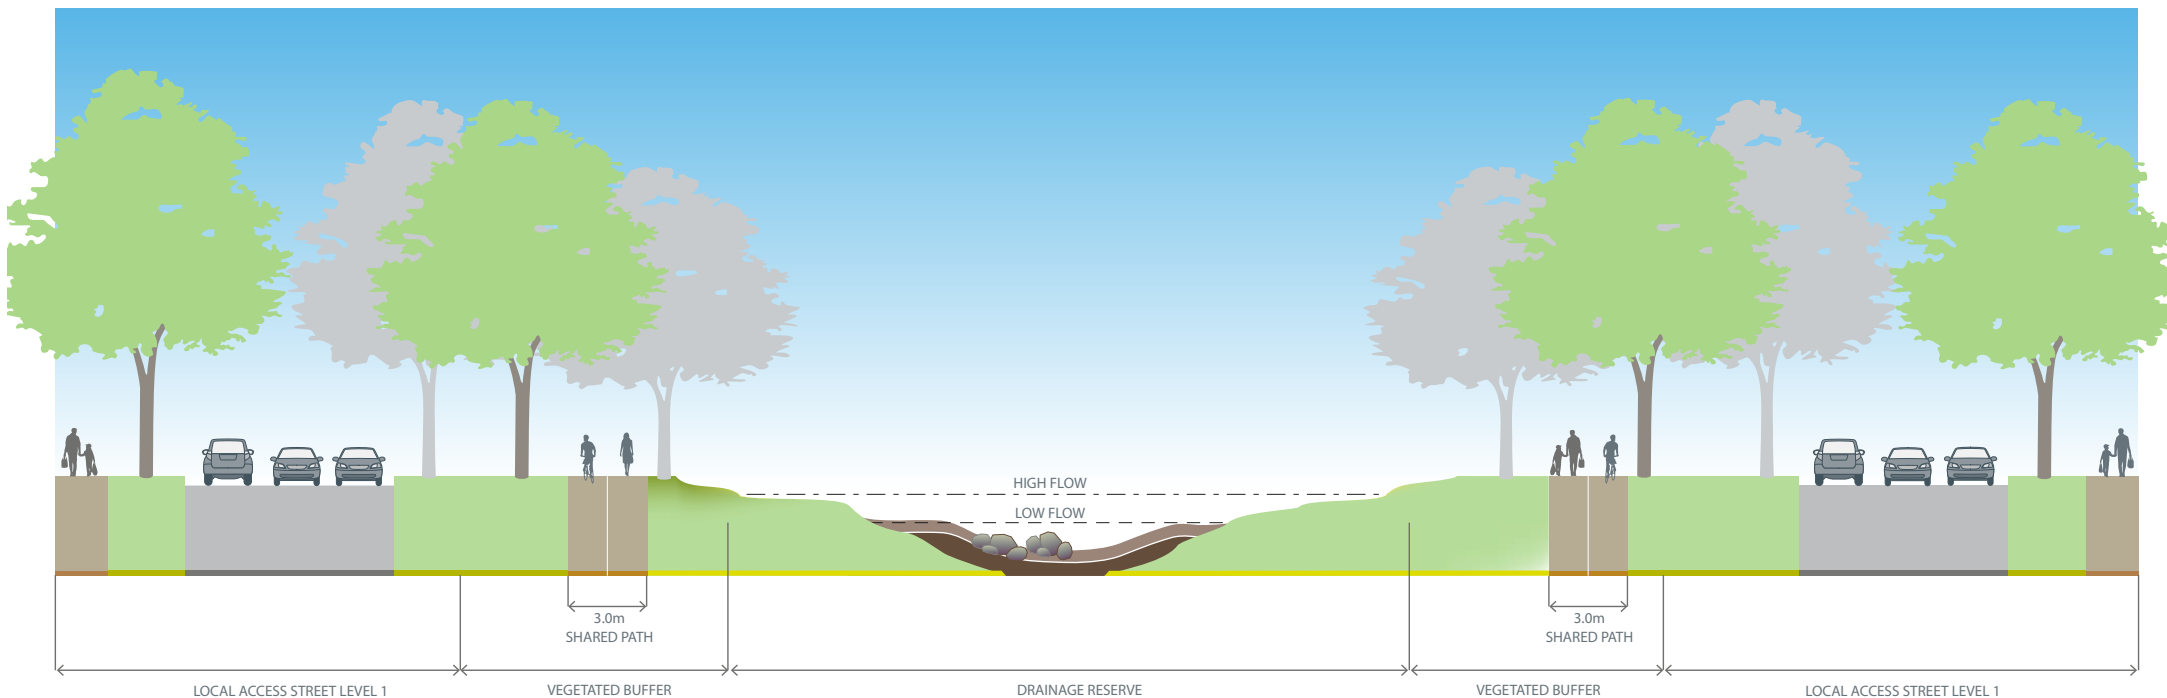 HIGH FLOW
LOW FLOW
3.0m
SHARED PATH
3.0m
SHARED PATH
LOCAL ACCESS STREET LEVEL 1
VEGETATED BUFFER
DRAINAGE RESERVE
VEGETATED BUFFER
LOCAL ACCESS STREET LEVEL 1